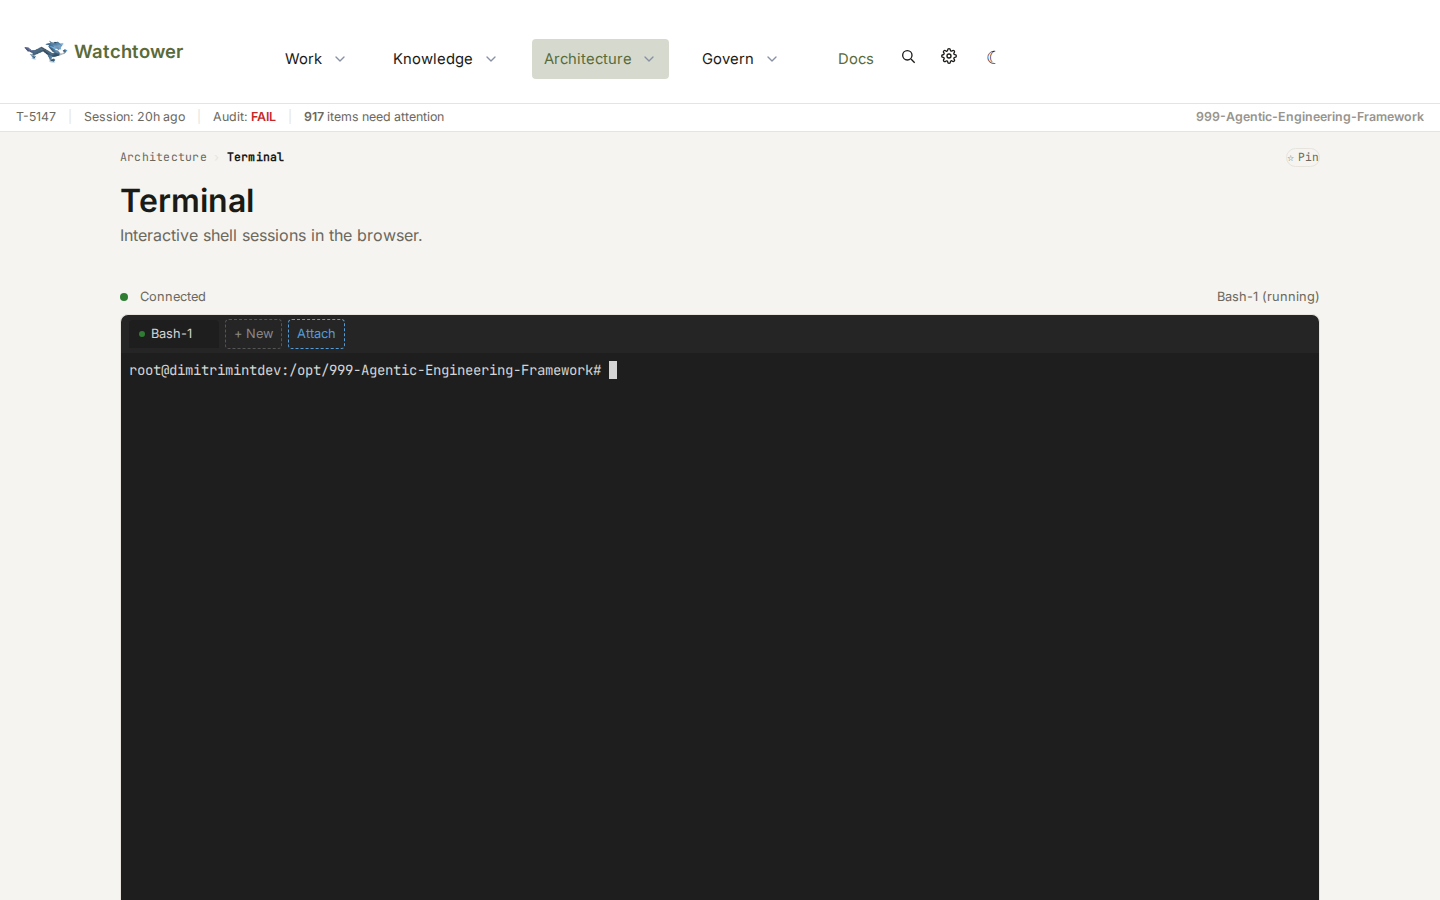 Watchtower
Work
Knowledge
Architecture
Govern
Docs
T-5147
Session: 20h ago
Audit: FAIL
917 items need attention
999-Agentic-Engineering-Framework
Architecture › Terminal
☆ Pin
Terminal
Interactive shell sessions in the browser.
Connected
Bash-1 (running)
Bash-1
+ New
Attach
root@dimitrimintdev:/opt/999-Agentic-Engineering-Framework#